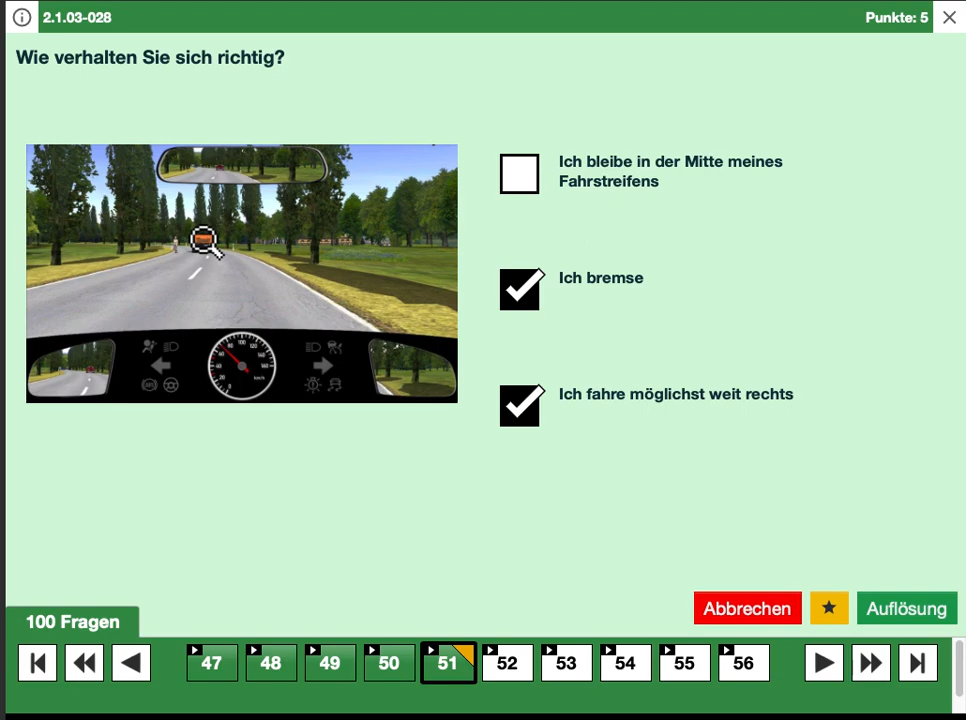 2.1.03-028
Punkte: 5
Wie verhalten Sie sich richtig?
Ich bleibe in der Mitte meines
Fahrstreifens
Ich bremse
Ich fahre möglichst weit rechts
Abbrechen
Auflösung
100 Fragen
47 48 49 50 51 52 53 54 55 56